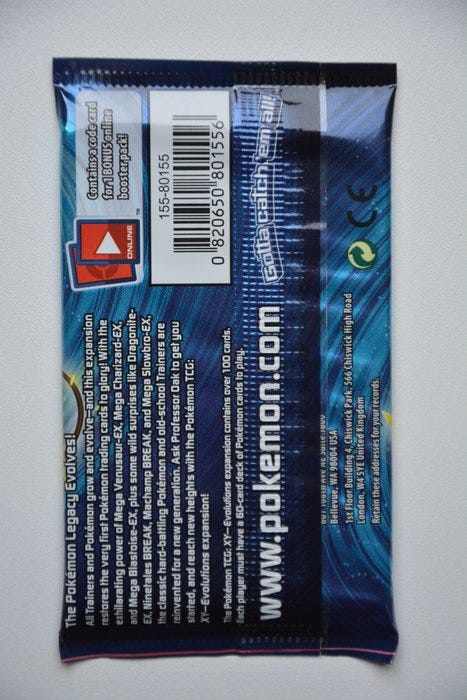 The Pokémon Legacy Evolves!
All Trainers and Pokémon grow and evolve—and this expansion
restores the very first Pokémon trading cards to glory! With the
exhilarating power of Mega Venusaur-EX, Mega Charizard-EX,
and Mega Blastoise-EX, plus some wild surprises like Dragonite-
EX, Ninetales BREAK, Machamp BREAK, and Mega Slowbro-EX,
the classic hard-battling Pokémon and old-school Trainers are
reinvented for a new generation. Ask Professor Oak to get you
started, and reach new heights with the Pokémon TCG:
XY—Evolutions expansion!
The Pokémon TCG: XY—Evolutions expansion contains over 100 cards.
Each player must have a 60-card deck of Pokémon cards to play.
ONLINE
TM
Contains a code card
for 1 BONUS online
booster pack!
155-80155
0 820650 801556
www.pokemon.com
Gotta catch 'em all!
Bellevue, WA 98004 USA
1st Floor Building 4, Chiswick Park, 566 Chiswick High Road
London, W4 5YE United Kingdom
Retain these addresses for your records.
CE